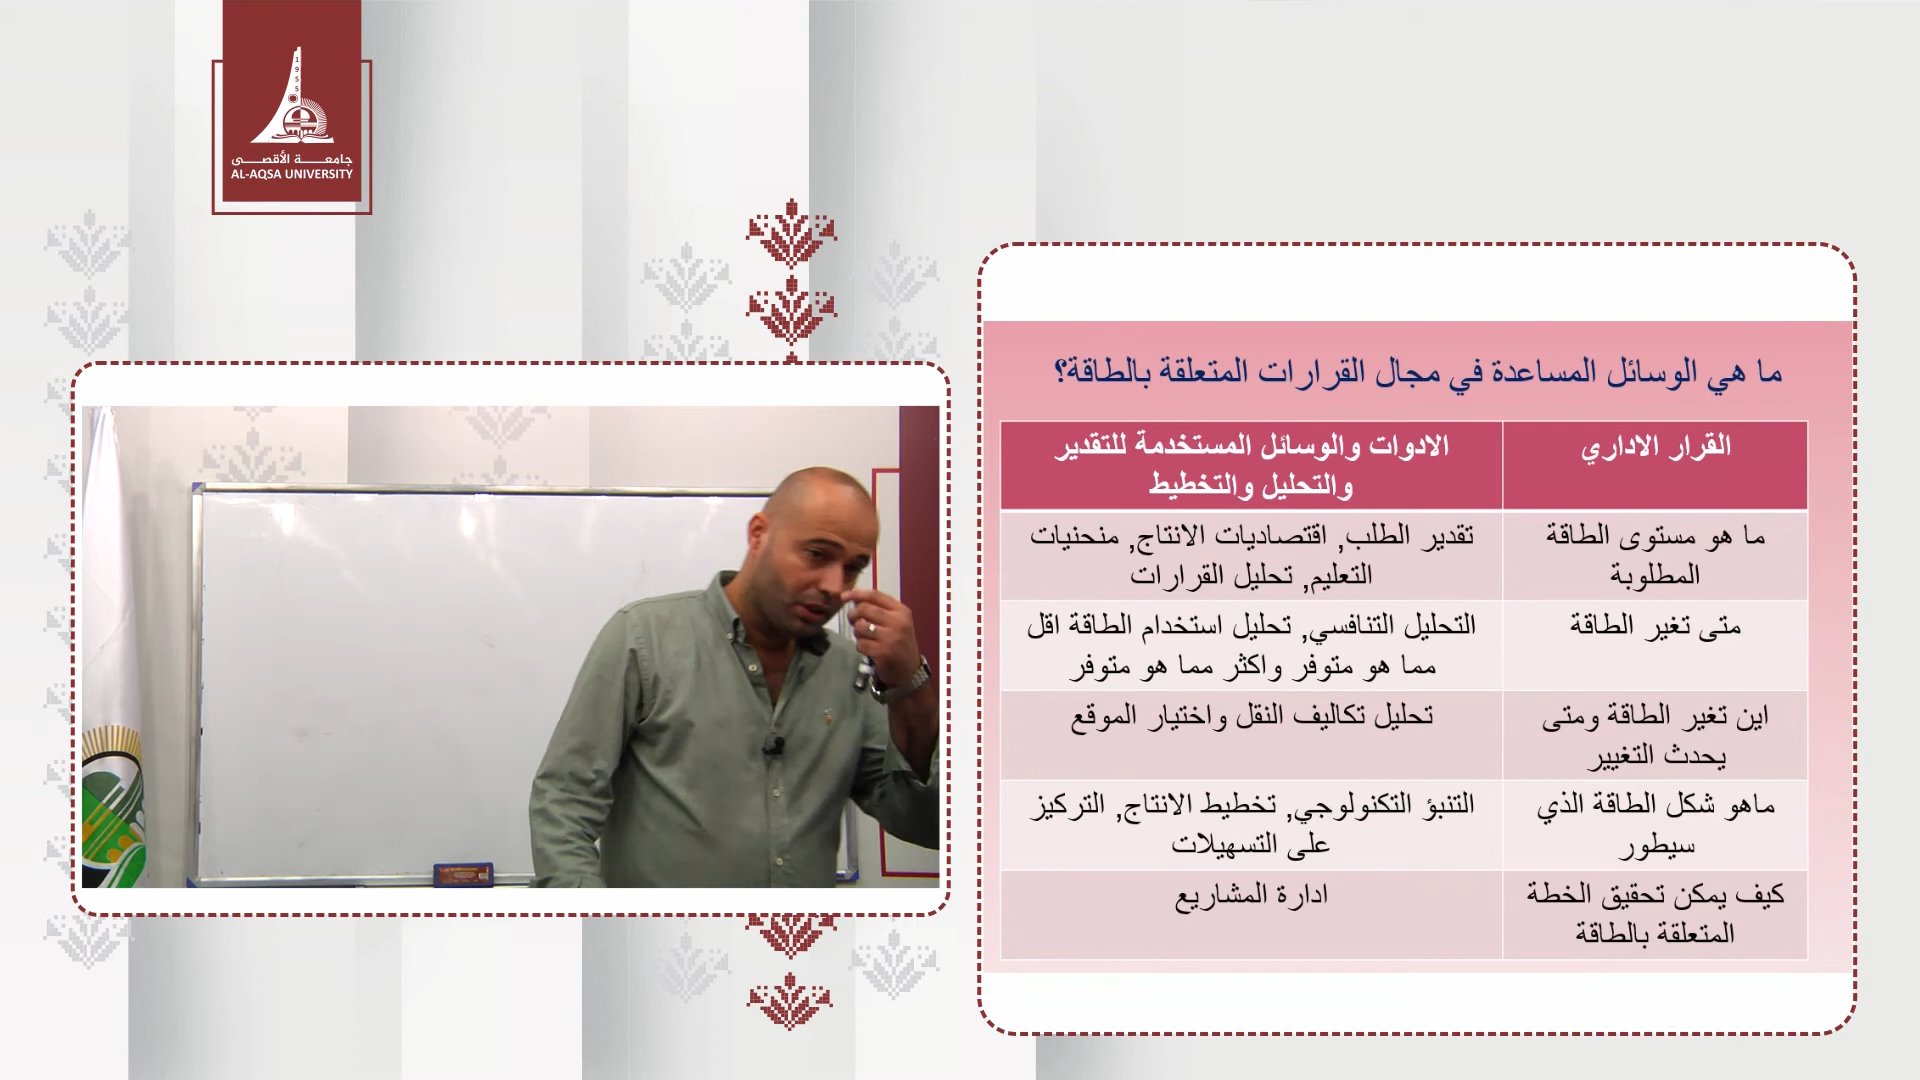 1955
جامعة الأقصى
AL-AQSA UNIVERSITY
ما هي الوسائل المساعدة في مجال القرارات المتعلقة بالطاقة؟
القرار الاداري
الادوات والوسائل المستخدمة للتقدير
والتحليل والتخطيط
ما هو مستوى الطاقة
المطلوبة
تقدير الطلب, اقتصاديات الانتاج, منحنيات
التعليم, تحليل القرارات
متى تغير الطاقة
التحليل التنافسي, تحليل استخدام الطاقة اقل
مما هو متوفر واكثر مما هو متوفر
اين تغير الطاقة ومتى
يحدث التغيير
تحليل تكاليف النقل واختيار الموقع
ماهو شكل الطاقة الذي
سيطور
التنبؤ التكنولوجي, تخطيط الانتاج, التركيز
على التسهيلات
كيف يمكن تحقيق الخطة
المتعلقة بالطاقة
ادارة المشاريع